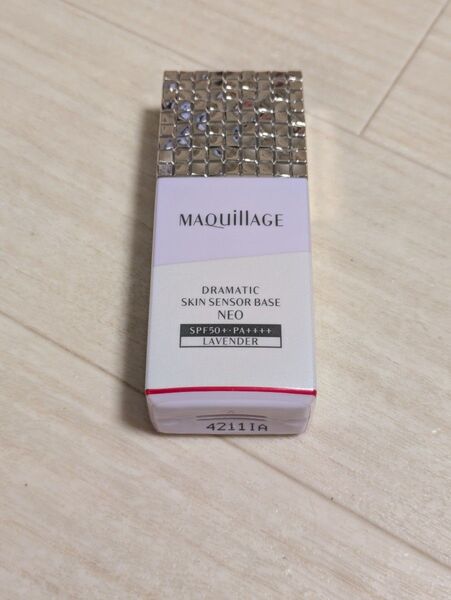 MAQuillAGE
DRAMATIC
SKIN SENSOR BASE
NEO
SPF50+・PA++++
LAVENDER
42111A